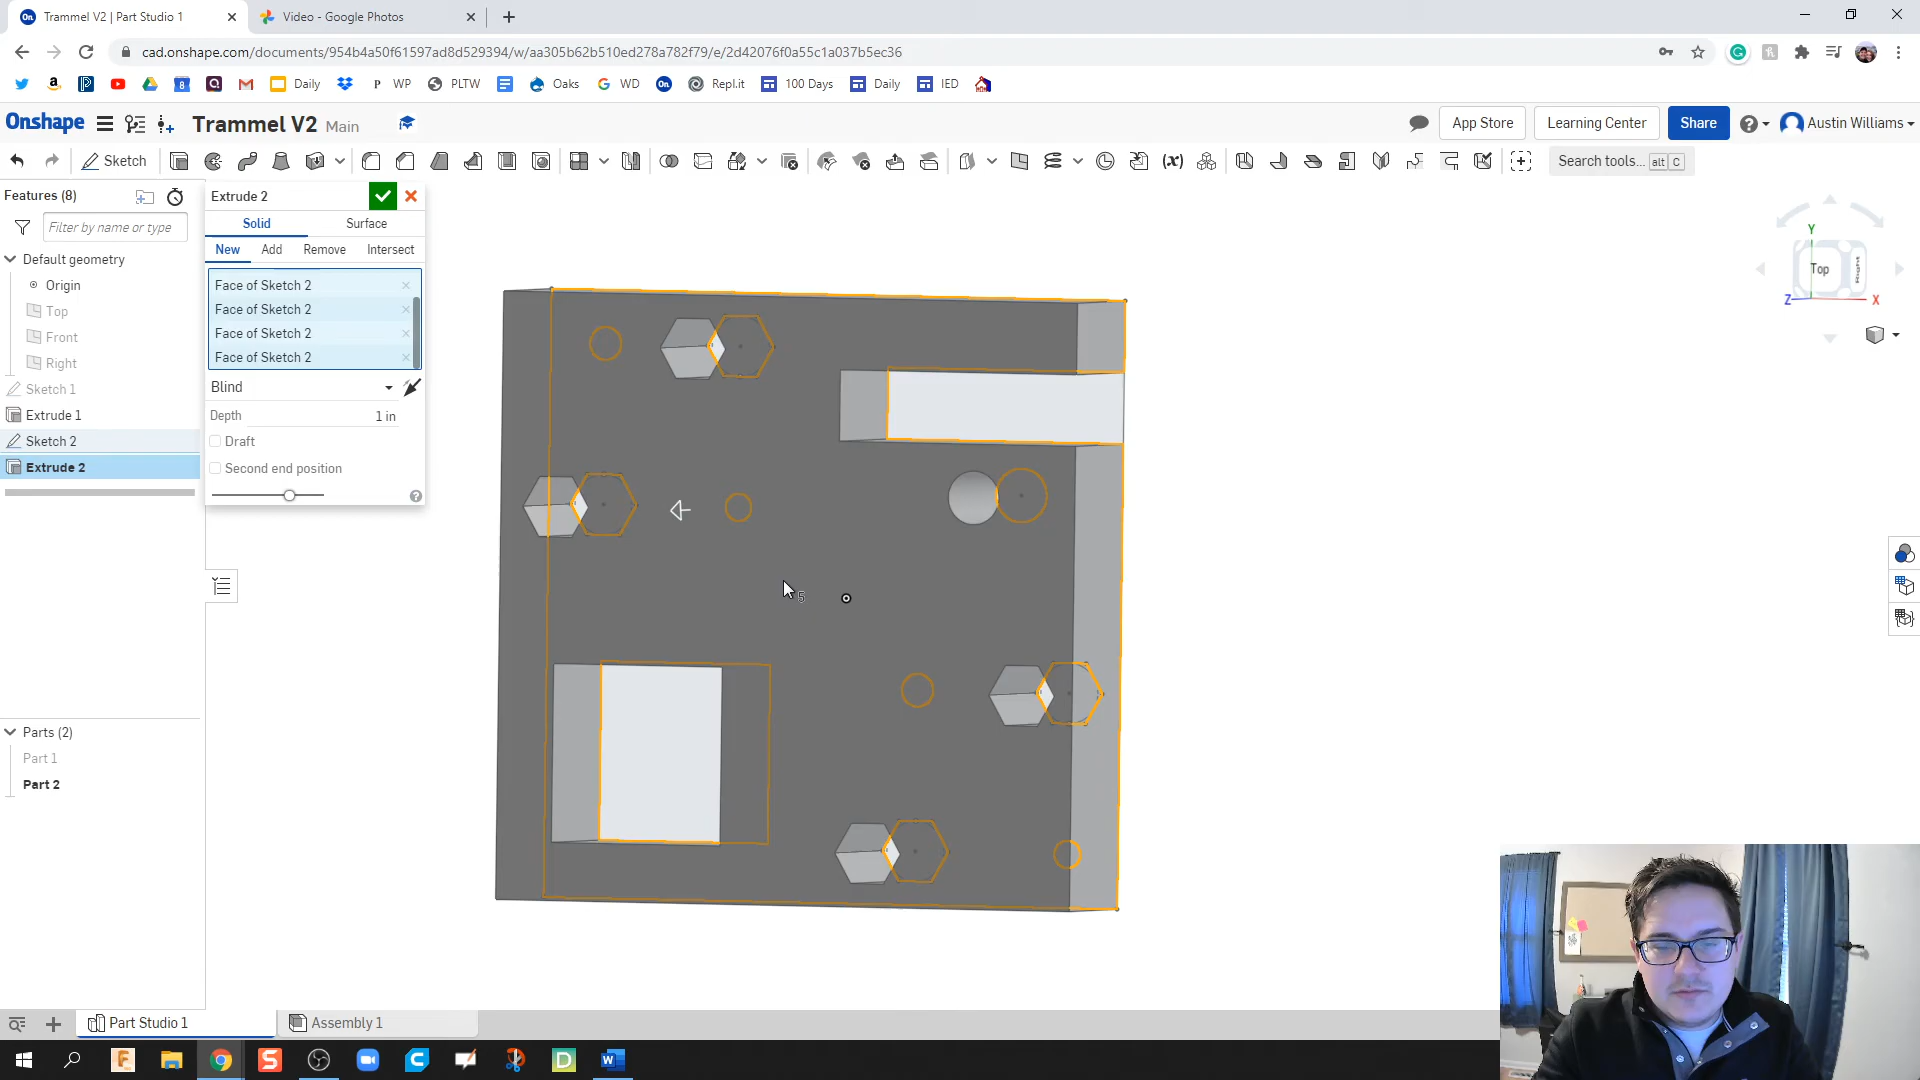 Trammel V2 | Part Studio 1
Video - Google Photos
cad.onshape.com/documents/954b4a50f61597ad8d529394/w/aa305b62b510ed278a782f79/e/2d42076f0a55c1a037b5ec36
Daily
WP
PLTW
Oaks
WD
Repl.it
100 Days
Daily
IED
Onshape
Trammel V2 Main
App Store
Learning Center
Share
Austin Williams
Sketch
Search tools... alt C
Features (8)
Filter by name or type
Default geometry
Origin
Top
Front
Right
Sketch 1
Extrude 1
Sketch 2
Extrude 2
Parts (2)
Part 1
Part 2
Extrude 2
Solid Surface
New Add Remove Intersect
Face of Sketch 2
Face of Sketch 2
Face of Sketch 2
Face of Sketch 2
Blind
Depth 1 in
Draft
Second end position
5
Y
Top
Right
Z
X
Part Studio 1
Assembly 1